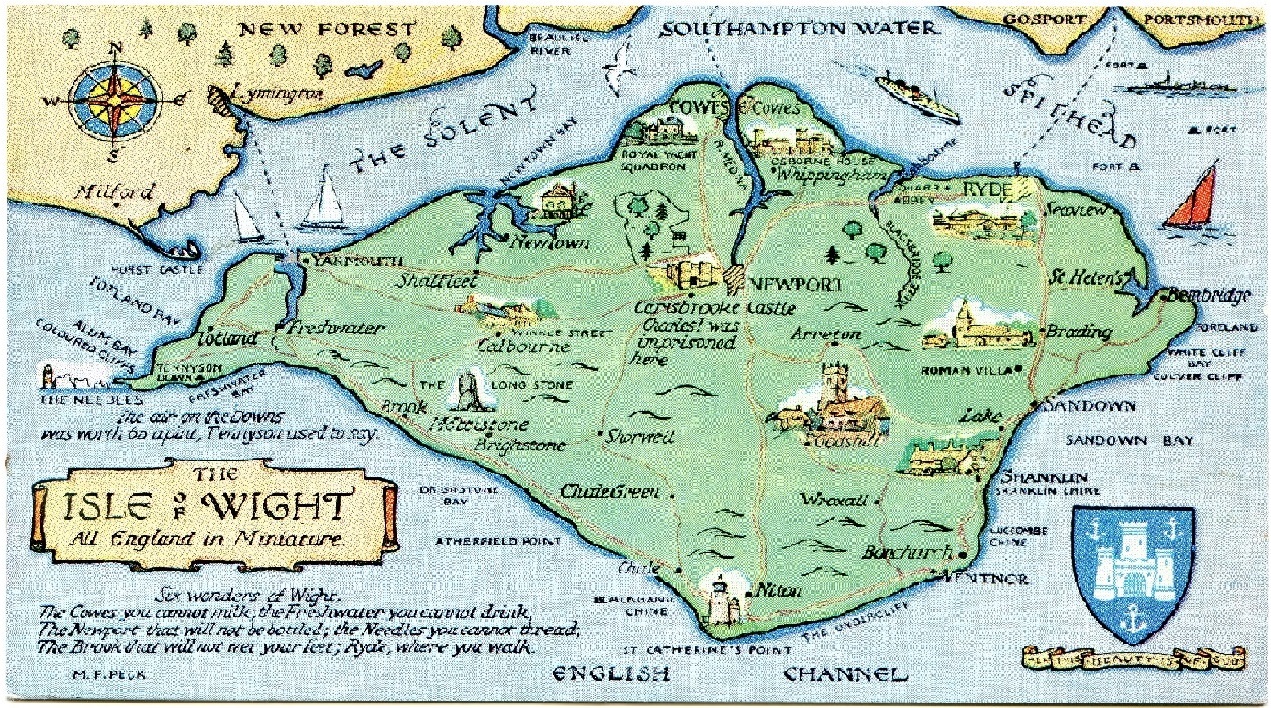 NEW FOREST
BEAULIEU
RIVER
SOUTHAMPTON WATER
GOSPORT
PORTSMOUTH
N
W
E
S
Lymington
Milford
THE SOLENT
SPITHEAD
COWES
E. Cowes
ROYAL YACHT
SQUADRON
R. MEDINA
OSBORNE HOUSE
Whippingham
RYDE
Seaview
NEWTOWN BAY
Newtown
HURST CASTLE
YARMOUTH
Shalfleet
NEWPORT
St. Helen's
Bembridge
TOTLAND BAY
Totland
Freshwater
Carisbrooke Castle
Charles I was
imprisoned
here
Arreton
Brading
ALUM BAY
COLOURED CLIFFS
WINKLE STREET
Calbourne
WHITE CLIFF
BAY
CULVER CLIFF
THE NEEDLES
TENNYSON
DOWN
FRESHWATER
BAY
THE LONG STONE
Mottistone
ROMAN VILLA
The air on the Downs
was worth 6d a pint, Tennyson used to say.
Brook
Brighstone
Shorwell
Godshill
Lake
SANDOWN
SANDOWN BAY
THE
ISLE OF WIGHT
All England in Miniature
BRIGHSTONE
BAY
Chale Green
Wroxall
SHANKLIN
SHANKLIN CHINE
ATHERFIELD POINT
LUCCOMBE
CHINE
Bonchurch
Chale
Niton
VENTNOR
BLACKGANG
CHINE
THE UNDERCLIFF
ST CATHERINE'S POINT
Six wonders of Wight.
The Cowes you cannot milk; the Freshwater you cannot drink,
The Newport that will not be bottled; the Needles you cannot thread;
The Brook that will not wet your feet; Ryde, where you walk.
M. F. PECK
ENGLISH CHANNEL